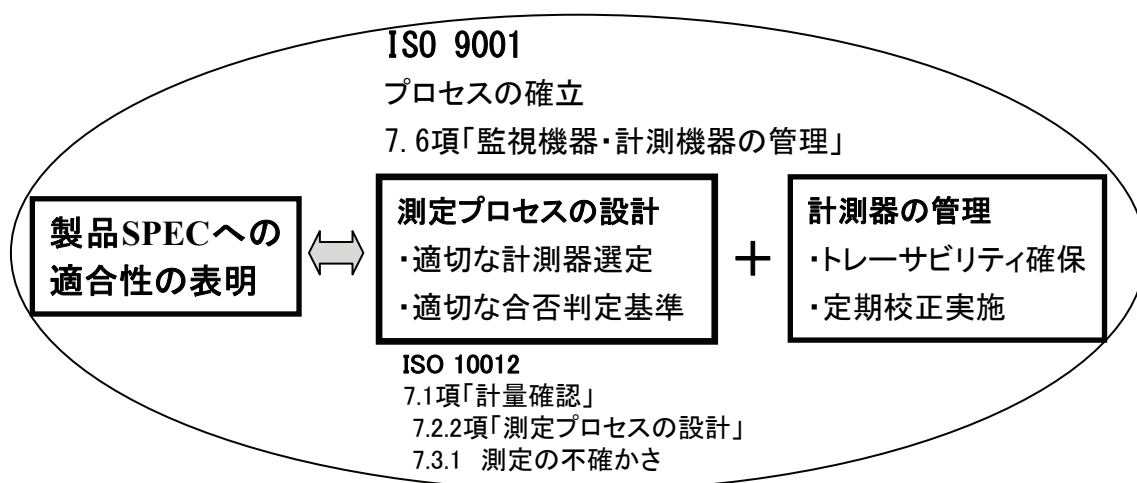 ISO 9001
プロセスの確立
7.6項「監視機器・計測機器の管理」
製品SPECへの
適合性の表明
測定プロセスの設計
・適切な計測器選定
・適切な合否判定基準
＋
計測器の管理
・トレーサビリティ確保
・定期校正実施
ISO 10012
7.1項「計量確認」
7.2.2項「測定プロセスの設計」
7.3.1 測定の不確かさ